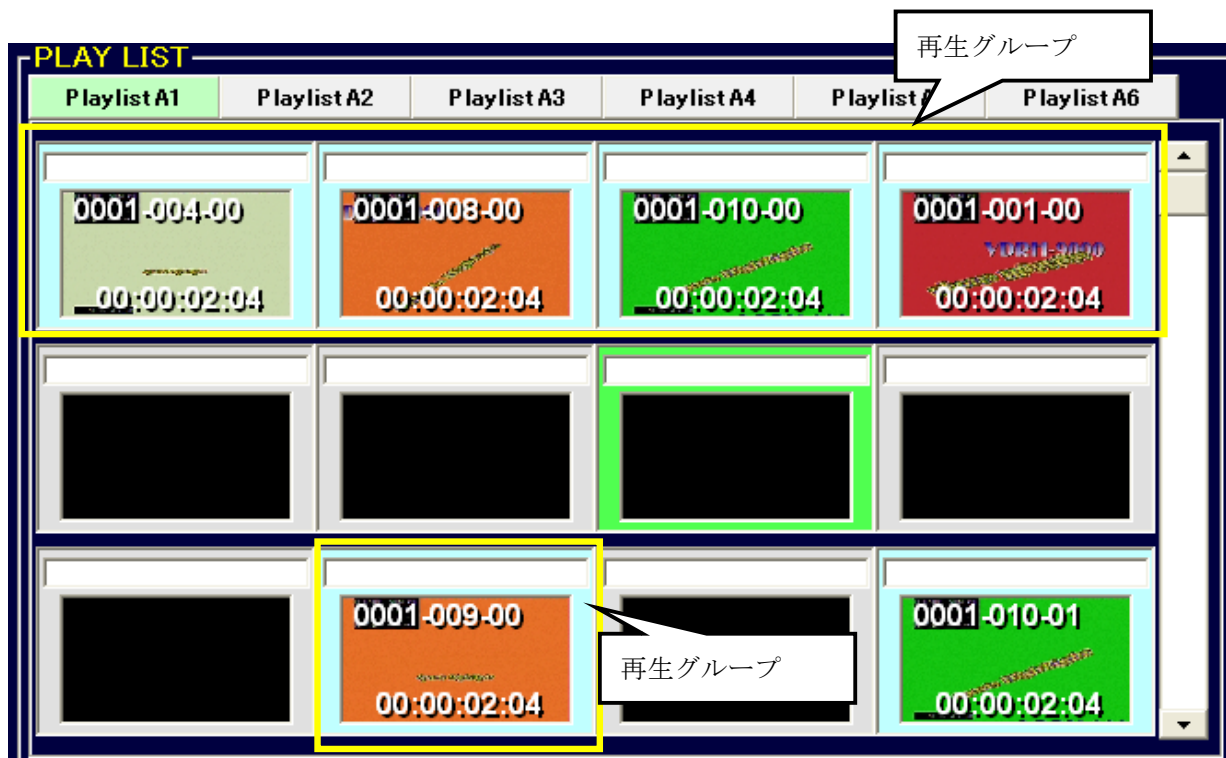 再生グループ
PLAY LIST
Playlist A1 Playlist A2 Playlist A3 Playlist A4 Playlist Playlist A6
0001-004-00 0001-008-00 0001-010-00 0001-001-00
00:00:02:04 00:00:02:04 00:00:02:04 00:00:02:04
0001-009-00 0001-010-01
再生グループ
00:00:02:04 00:00:02:04